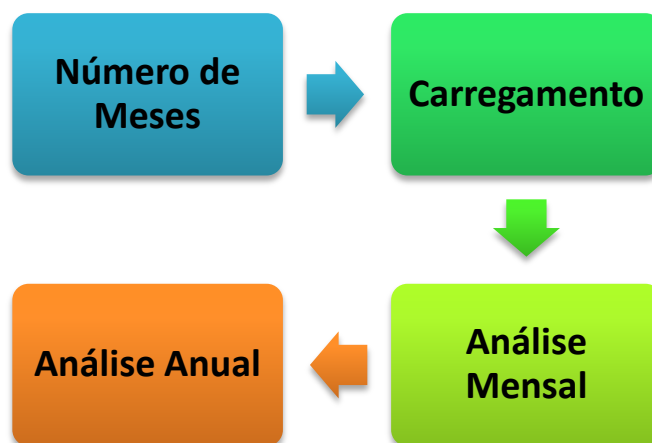 Número de
Meses
Carregamento
Análise
Mensal
Análise Anual